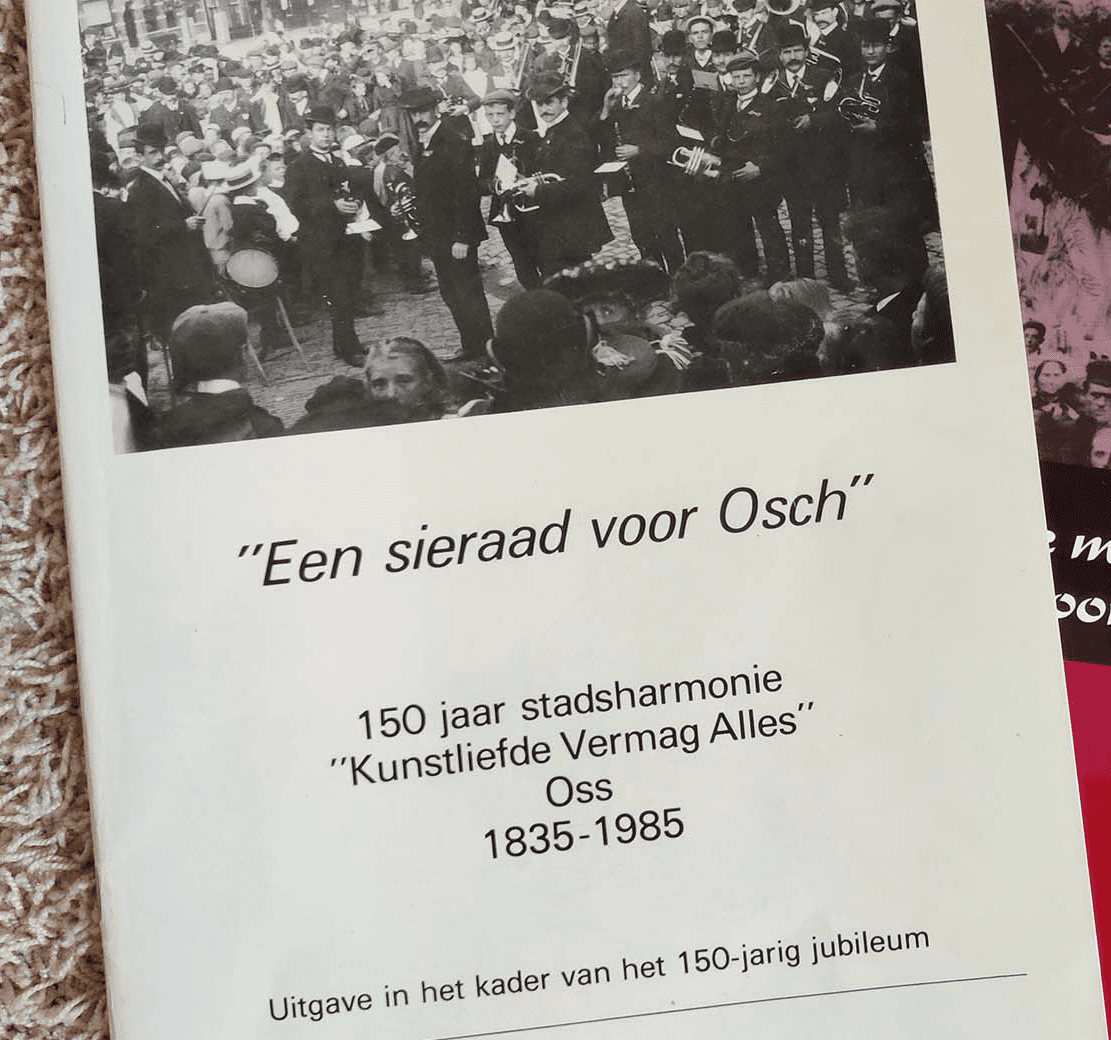 "Een sieraad voor Osch"
150 jaar stadsharmonie
"Kunstliefde Vermag Alles"
Oss
1835-1985
Uitgave in het kader van het 150-jarig jubileum